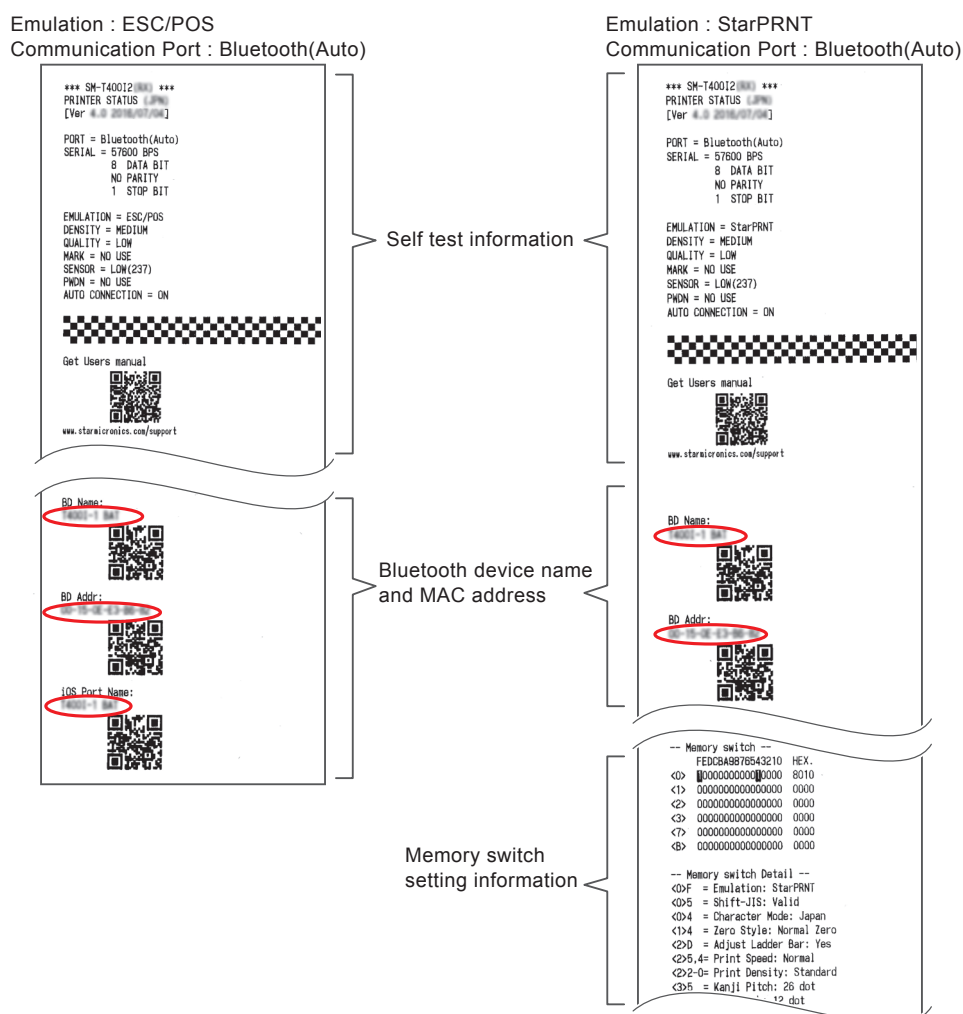 Emulation : ESC/POS
Communication Port : Bluetooth(Auto)
*** SM-T400I2 ***
PRINTER STATUS
[Ver ]
PORT = Bluetooth(Auto)
SERIAL = 57600 BPS
8 DATA BIT
NO PARITY
1 STOP BIT
EMULATION = ESC/POS
DENSITY = MEDIUM
QUALITY = LOW
MARK = NO USE
SENSOR = LOW(237)
PWDN = NO USE
AUTO CONNECTION = ON
Get Users manual
www.starmicronics.com/support
BD Name:
BD Addr:
iOS Port Name:
Self test information
Bluetooth device name
and MAC address
Memory switch
setting information
Emulation : StarPRNT
Communication Port : Bluetooth(Auto)
*** SM-T400I2 ***
PRINTER STATUS
[Ver ]
PORT = Bluetooth(Auto)
SERIAL = 57600 BPS
8 DATA BIT
NO PARITY
1 STOP BIT
EMULATION = StarPRNT
DENSITY = MEDIUM
QUALITY = LOW
MARK = NO USE
SENSOR = LOW(237)
PWDN = NO USE
AUTO CONNECTION = ON
Get Users manual
www.starmicronics.com/support
BD Name:
BD Addr:
-- Memory switch --
FEDCBA9876543210 HEX.
<0> 1000000000010000 8010
<1> 0000000000000000 0000
<2> 0000000000000000 0000
<3> 0000000000000000 0000
<7> 0000000000000000 0000
<B> 0000000000000000 0000
-- Memory switch Detail --
<0>F = Emulation: StarPRNT
<0>5 = Shift-JIS: Valid
<0>4 = Character Mode: Japan
<1>4 = Zero Style: Normal Zero
<2>D = Adjust Ladder Bar: Yes
<2>5,4= Print Speed: Normal
<2>2-0= Print Density: Standard
<3>5 = Kanji Pitch: 26 dot
12 dot